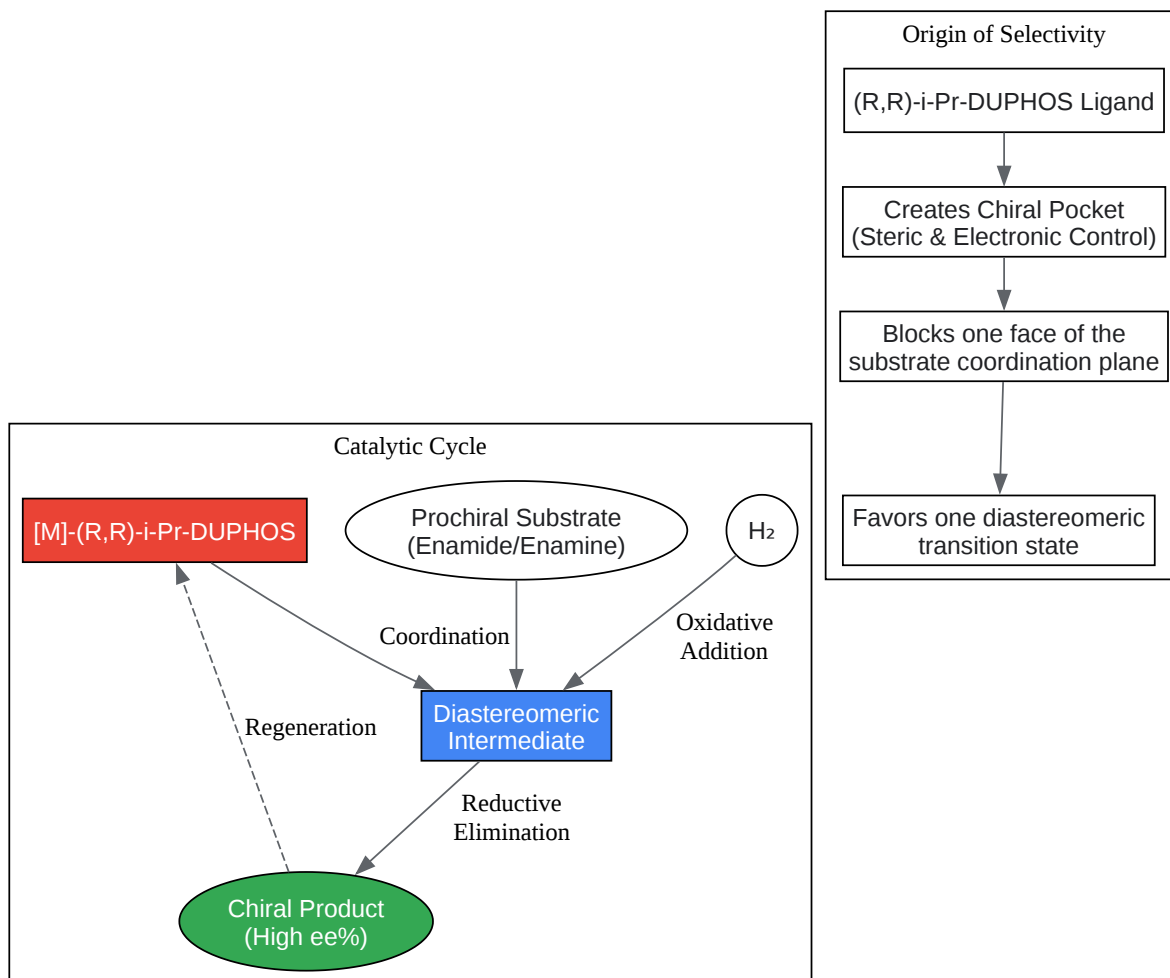 Origin of Selectivity
(R,R)-i-Pr-DUPHOS Ligand
Creates Chiral Pocket
(Steric & Electronic Control)
Blocks one face of the
substrate coordination plane
Favors one diastereomeric
transition state
Catalytic Cycle
[M]-(R,R)-i-Pr-DUPHOS
Prochiral Substrate
(Enamide/Enamine)
H₂
Coordination
Oxidative
Addition
Diastereomeric
Intermediate
Regeneration
Reductive
Elimination
Chiral Product
(High ee%)